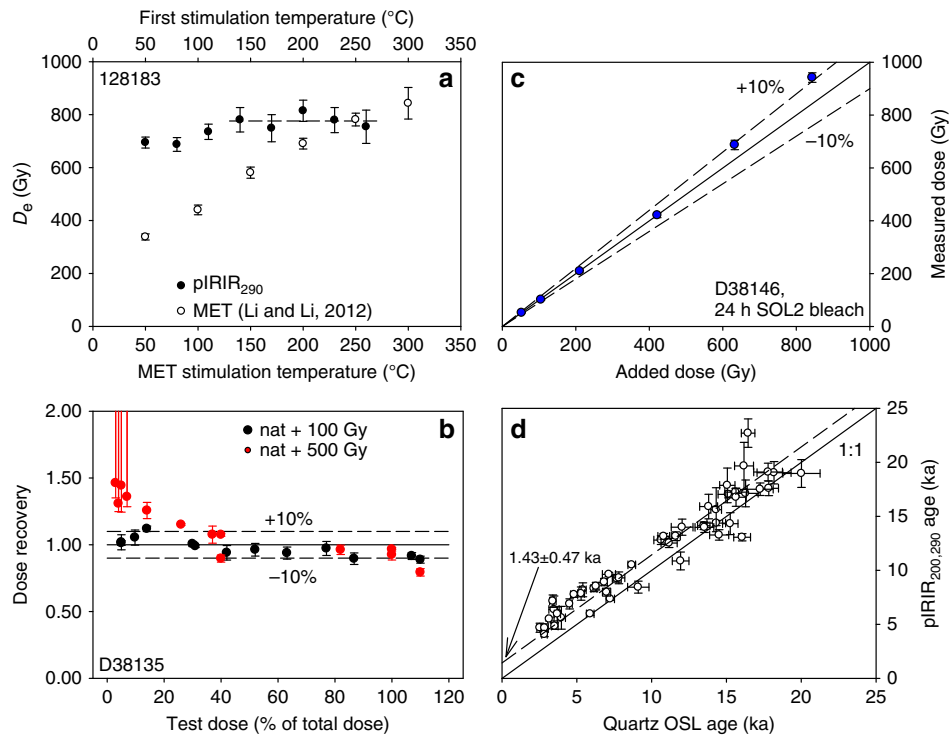 First stimulation temperature (°C)
0 50 100 150 200 250 300 350
128183
a
1000
800
600
400
200
0
Dₑ (Gy)
pIRIR₂₉₀
MET (Li and Li, 2012)
0 50 100 150 200 250 300 350
MET stimulation temperature (°C)
c
+10%
–10%
D38146,
24 h SOL2 bleach
1000
800
600
400
200
0
Measured dose (Gy)
0 200 400 600 800 1000
Added dose (Gy)
b
nat + 100 Gy
nat + 500 Gy
+10%
–10%
D38135
2.00
1.50
1.00
0.50
0.00
Dose recovery
0 20 40 60 80 100 120
Test dose (% of total dose)
d
1:1
1.43±0.47 ka
25
20
15
10
5
0
pIRIR₂₀₀,₂₉₀ age (ka)
0 5 10 15 20 25
Quartz OSL age (ka)